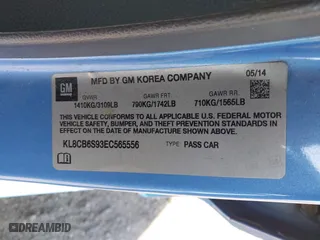 GM
MFD BY GM KOREA COMPANY
05/14
GVWR GAWR FRT GAWR RR
1410KG/3109LB 790KG/1742LB 710KG/1565LB
THIS VEHICLE CONFORMS TO ALL APPLICABLE U.S. FEDERAL MOTOR
VEHICLE SAFETY, BUMPER, AND THEFT PREVENTION STANDARDS
IN EFFECT ON THE DATE OF MANUFACTURE SHOWN ABOVE.
KL8CB6S93EC565556 TYPE: PASS CAR
AUTOHELPERBOT.COM